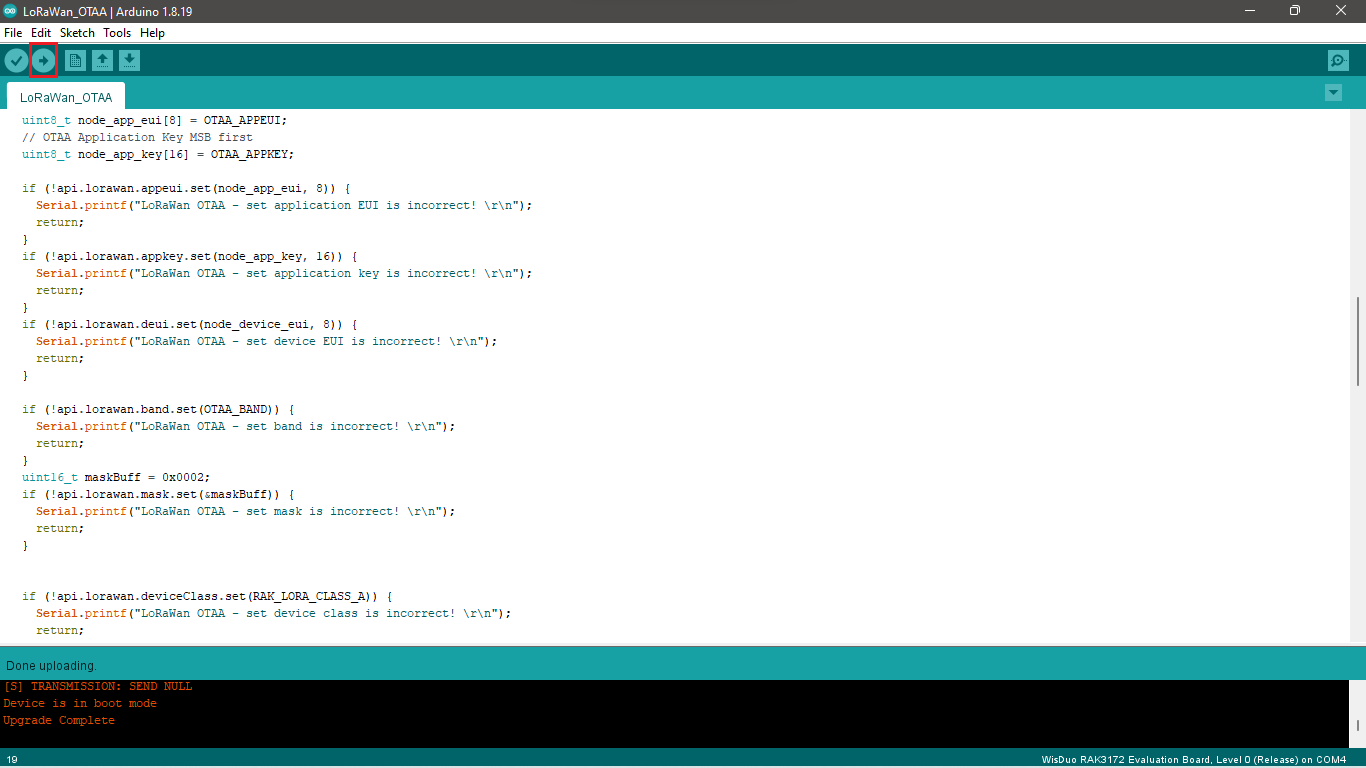 LoRaWan_OTAA | Arduino 1.8.19
File Edit Sketch Tools Help
LoRaWan_OTAA
uint8_t node_app_eui[8] = OTAA_APPEUI;
// OTAA Application Key MSB first
uint8_t node_app_key[16] = OTAA_APPKEY;
if (!api.lorawan.appeui.set(node_app_eui, 8)) {
Serial.printf("LoRaWan OTAA - set application EUI is incorrect! \r\n");
return;
}
if (!api.lorawan.appkey.set(node_app_key, 16)) {
Serial.printf("LoRaWan OTAA - set application key is incorrect! \r\n");
return;
}
if (!api.lorawan.deui.set(node_device_eui, 8)) {
Serial.printf("LoRaWan OTAA - set device EUI is incorrect! \r\n");
return;
}
if (!api.lorawan.band.set(OTAA_BAND)) {
Serial.printf("LoRaWan OTAA - set band is incorrect! \r\n");
return;
}
uint16_t maskBuff = 0x0002;
if (!api.lorawan.mask.set(&maskBuff)) {
Serial.printf("LoRaWan OTAA - set mask is incorrect! \r\n");
return;
}
if (!api.lorawan.deviceClass.set(RAK_LORA_CLASS_A)) {
Serial.printf("LoRaWan OTAA - set device class is incorrect! \r\n");
return;
Done uploading.
[S] TRANSMISSION: SEND NULL
Device is in boot mode
Upgrade Complete
19 WisDuo RAK3172 Evaluation Board, Level 0 (Release) on COM4